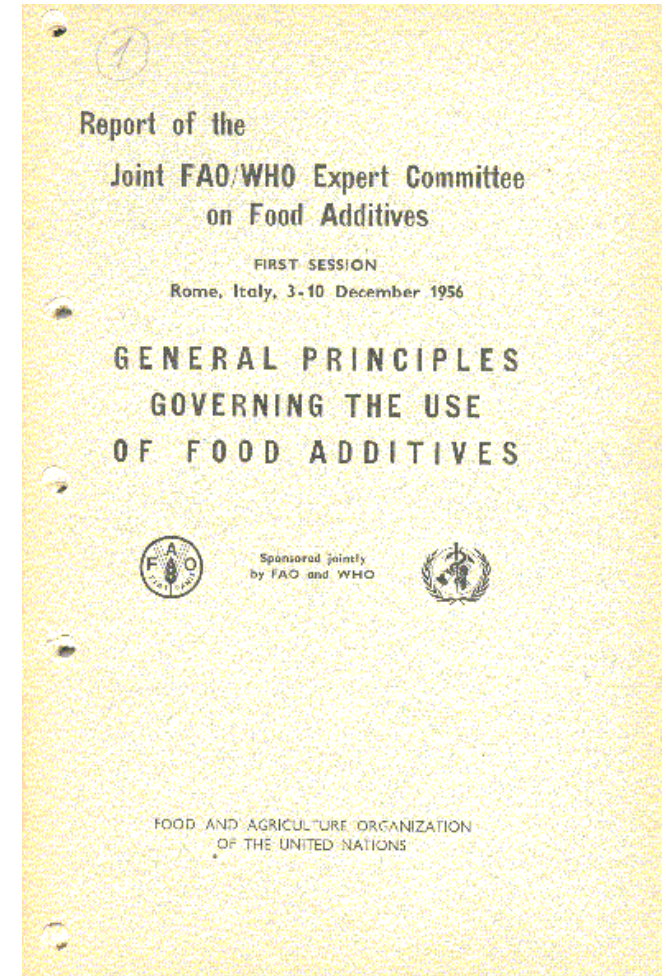 1
Report of the
Joint FAO/WHO Expert Committee
on Food Additives
FIRST SESSION
Rome, Italy, 3-10 December 1956
GENERAL PRINCIPLES
GOVERNING THE USE
OF FOOD ADDITIVES
F A O
FIAT PANIS
Sponsored jointly
by FAO and WHO
FOOD AND AGRICULTURE ORGANIZATION
OF THE UNITED NATIONS